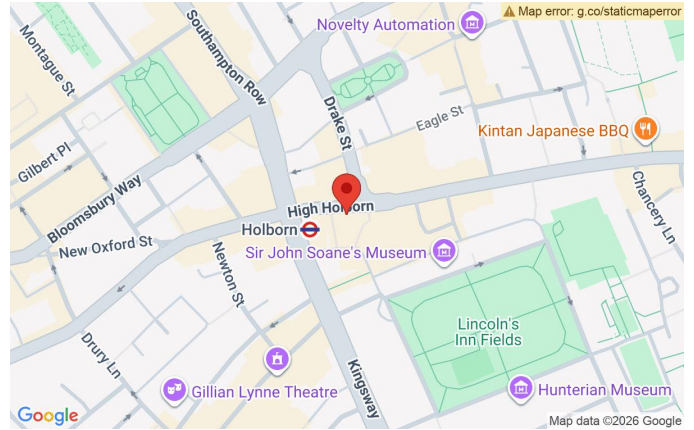 Map error: g.co/staticmaperror
Novelty Automation
Montague St
Southampton Row
Drake St
Eagle St
Kintan Japanese BBQ
Gilbert Pl
Bloomsbury Way
Chancery Ln
High Holborn
Holborn
New Oxford St
Sir John Soane's Museum
Newton St
Lincoln's
Inn Fields
Drury Ln
Kingsway
Gillian Lynne Theatre
Hunterian Museum
Google
Map data ©2026 Google